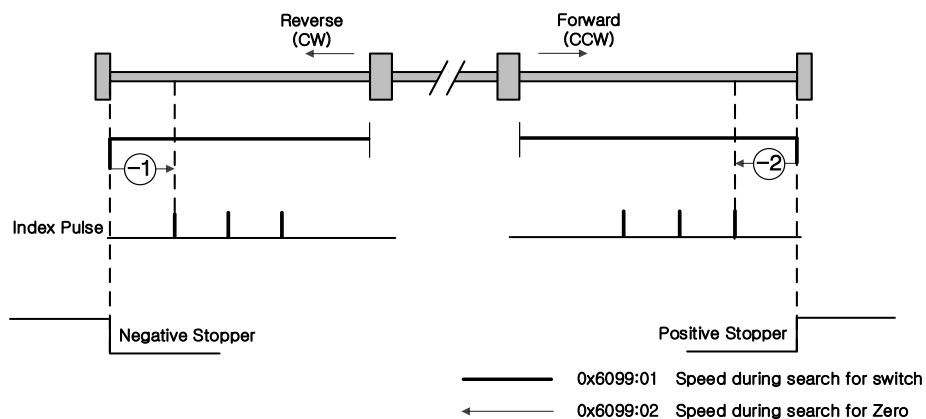 Reverse
(CW)
Forward
(CCW)
-1
-2
Index Pulse
Negative Stopper
Positive Stopper
0x6099:01 Speed during search for switch
0x6099:02 Speed during search for Zero